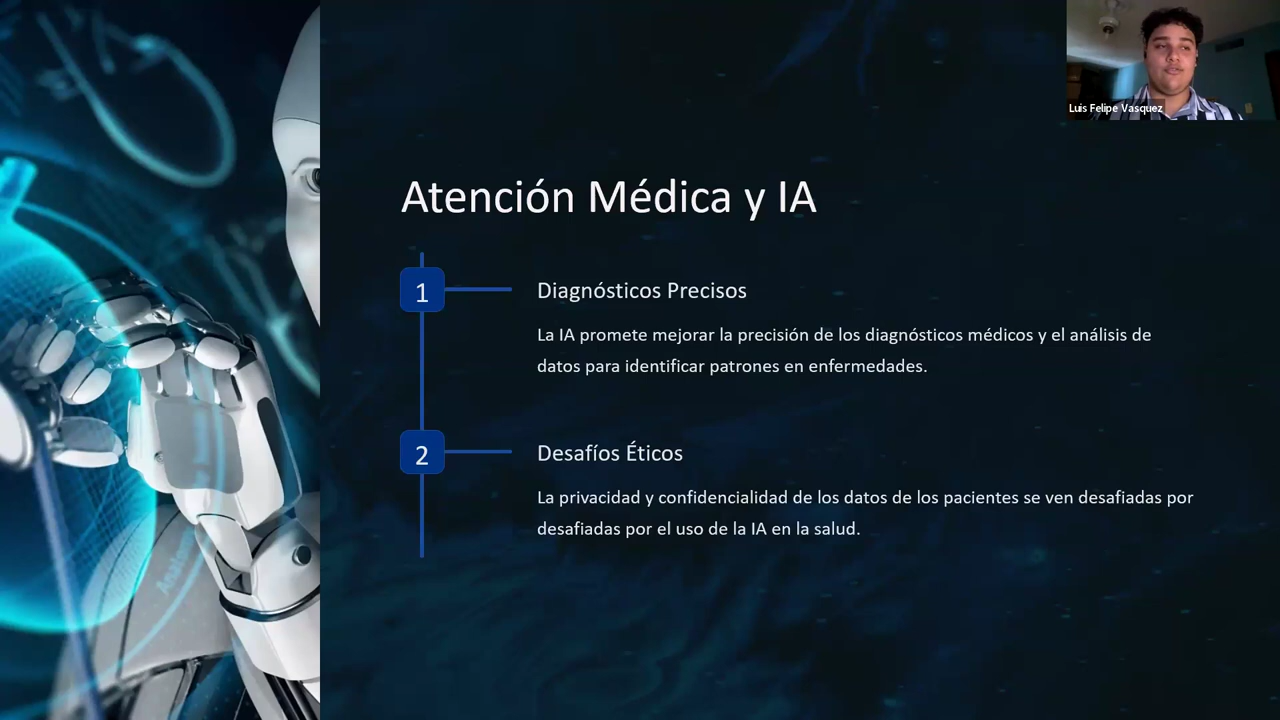 Luis Felipe Vasquez
Atención Médica y IA
1
Diagnósticos Precisos
La IA promete mejorar la precisión de los diagnósticos médicos y el análisis de
datos para identificar patrones en enfermedades.
2
Desafíos Éticos
La privacidad y confidencialidad de los datos de los pacientes se ven desafiadas por
desafiadas por el uso de la IA en la salud.